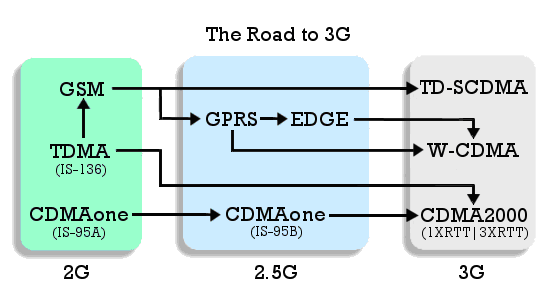 The Road to 3G
GSM
TDMA
(IS-136)
CDMAone
(IS-95A)
2G
GPRS
EDGE
CDMAone
(IS-95B)
2.5G
TD-SCDMA
W-CDMA
CDMA2000
(1XRTT|3XRTT)
3G